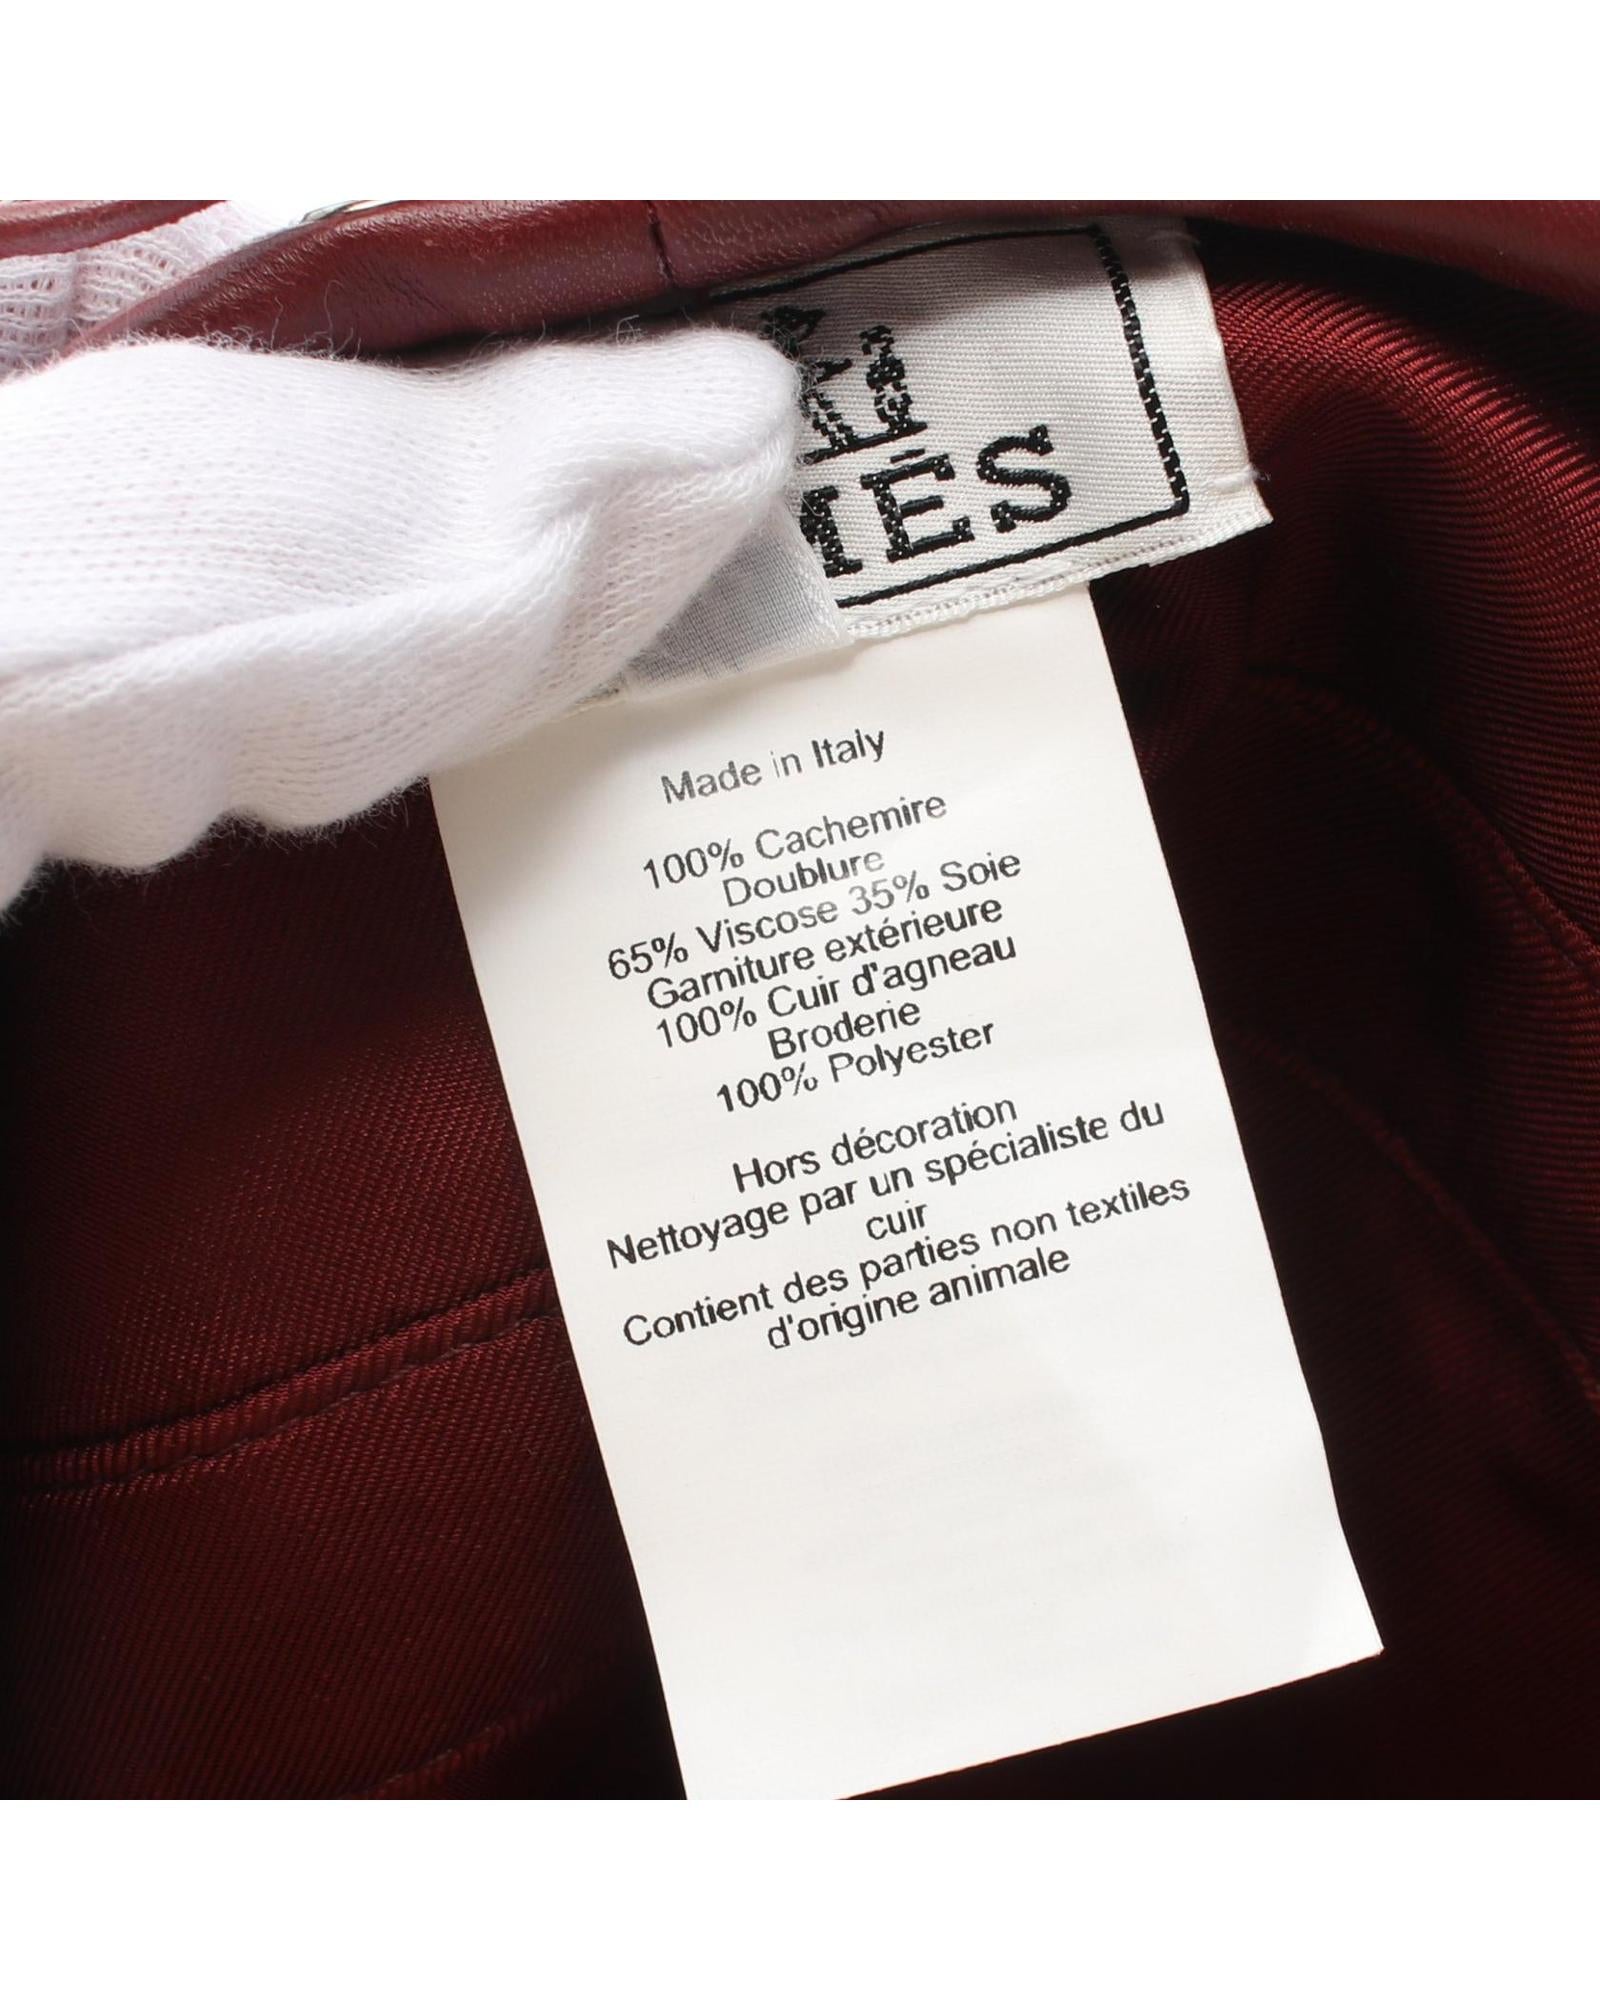 MÈS
Made in Italy
100% Cachemire
Doublure
65% Viscose 35% Soie
Garniture extérieure
100% Cuir d'agneau
Broderie
100% Polyester
Hors décoration
Nettoyage par un spécialiste du
cuir
Contient des parties non textiles
d'origine animale